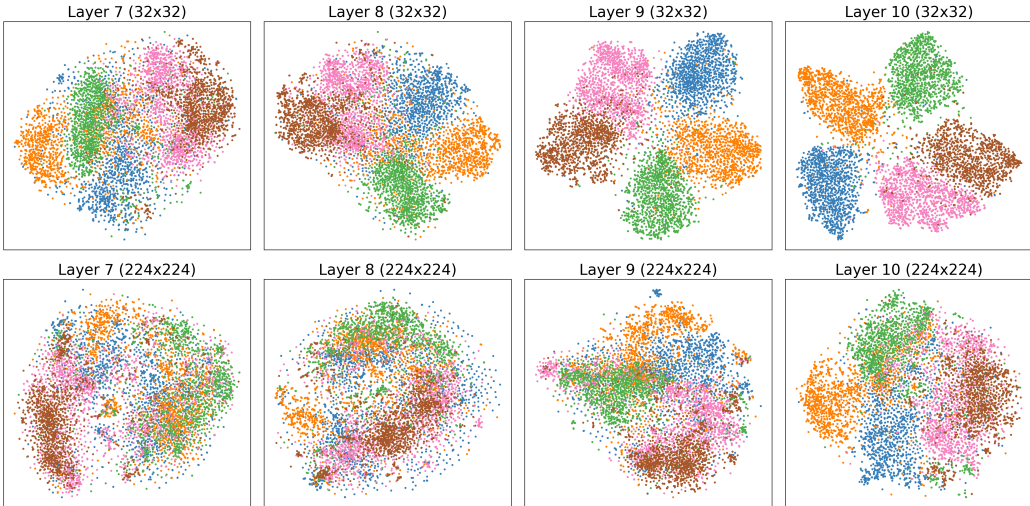 Layer 7 (32x32)
Layer 8 (32x32)
Layer 9 (32x32)
Layer 10 (32x32)
Layer 7 (224x224)
Layer 8 (224x224)
Layer 9 (224x224)
Layer 10 (224x224)